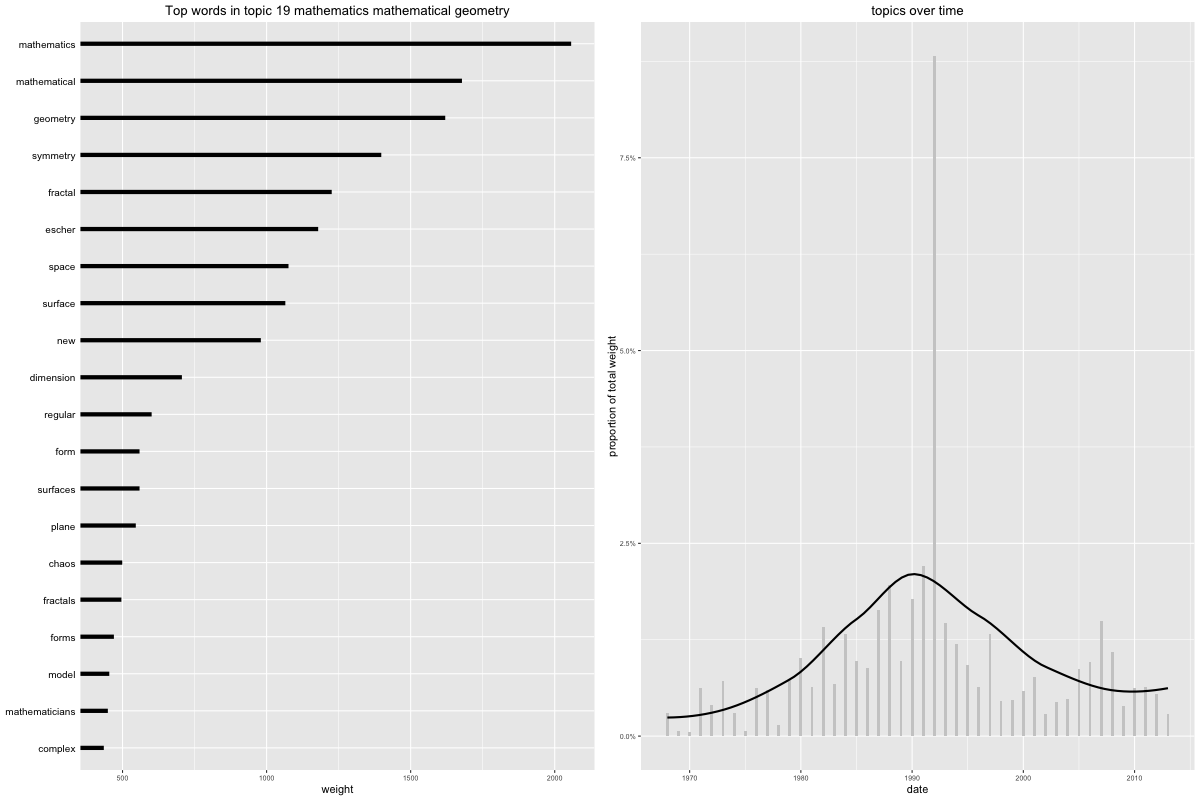 Top words in topic 19 mathematics mathematical geometry
mathematics
mathematical
geometry
symmetry
fractal
escher
space
surface
new
dimension
regular
form
surfaces
plane
chaos
fractals
forms
model
mathematicians
complex
500
1000
1500
2000
weight
topics over time
proportion of total weight
7.5%
5.0%
2.5%
0.0%
1970
1980
1990
2000
2010
date